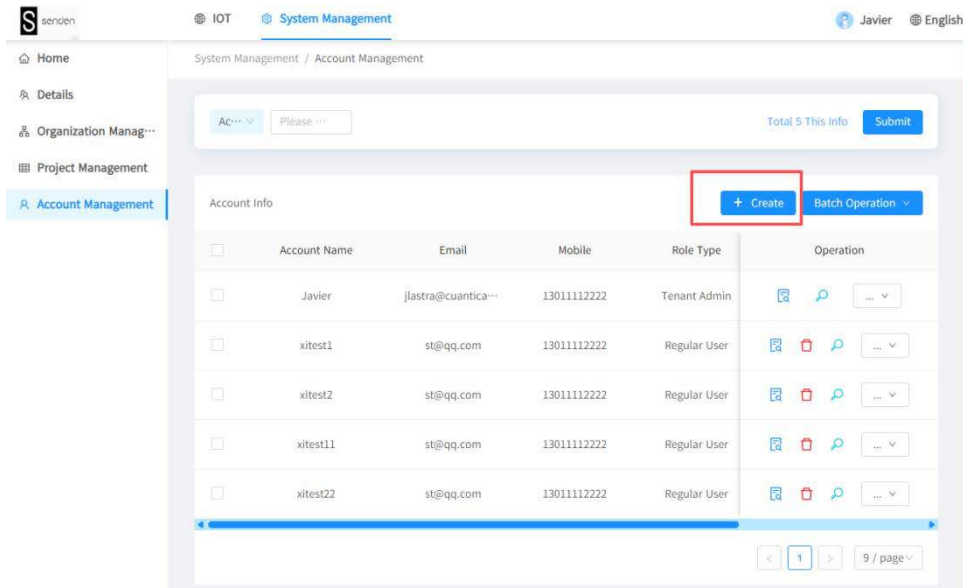 S senden
IOT System Management Javier English
Home
System Management / Account Management
Details
Organization Manag···
Project Management
Account Management
Ac··· Please ··· Total 5 This Info Submit
Account Info + Create Batch Operation
Account Name Email Mobile Role Type Operation
Javier jlastra@cuantica··· 13011112222 Tenant Admin ...
xitest1 st@qq.com 13011112222 Regular User ...
xitest2 st@qq.com 13011112222 Regular User ...
xitest11 st@qq.com 13011112222 Regular User ...
xitest22 st@qq.com 13011112222 Regular User ...
< 1 > 9 / page